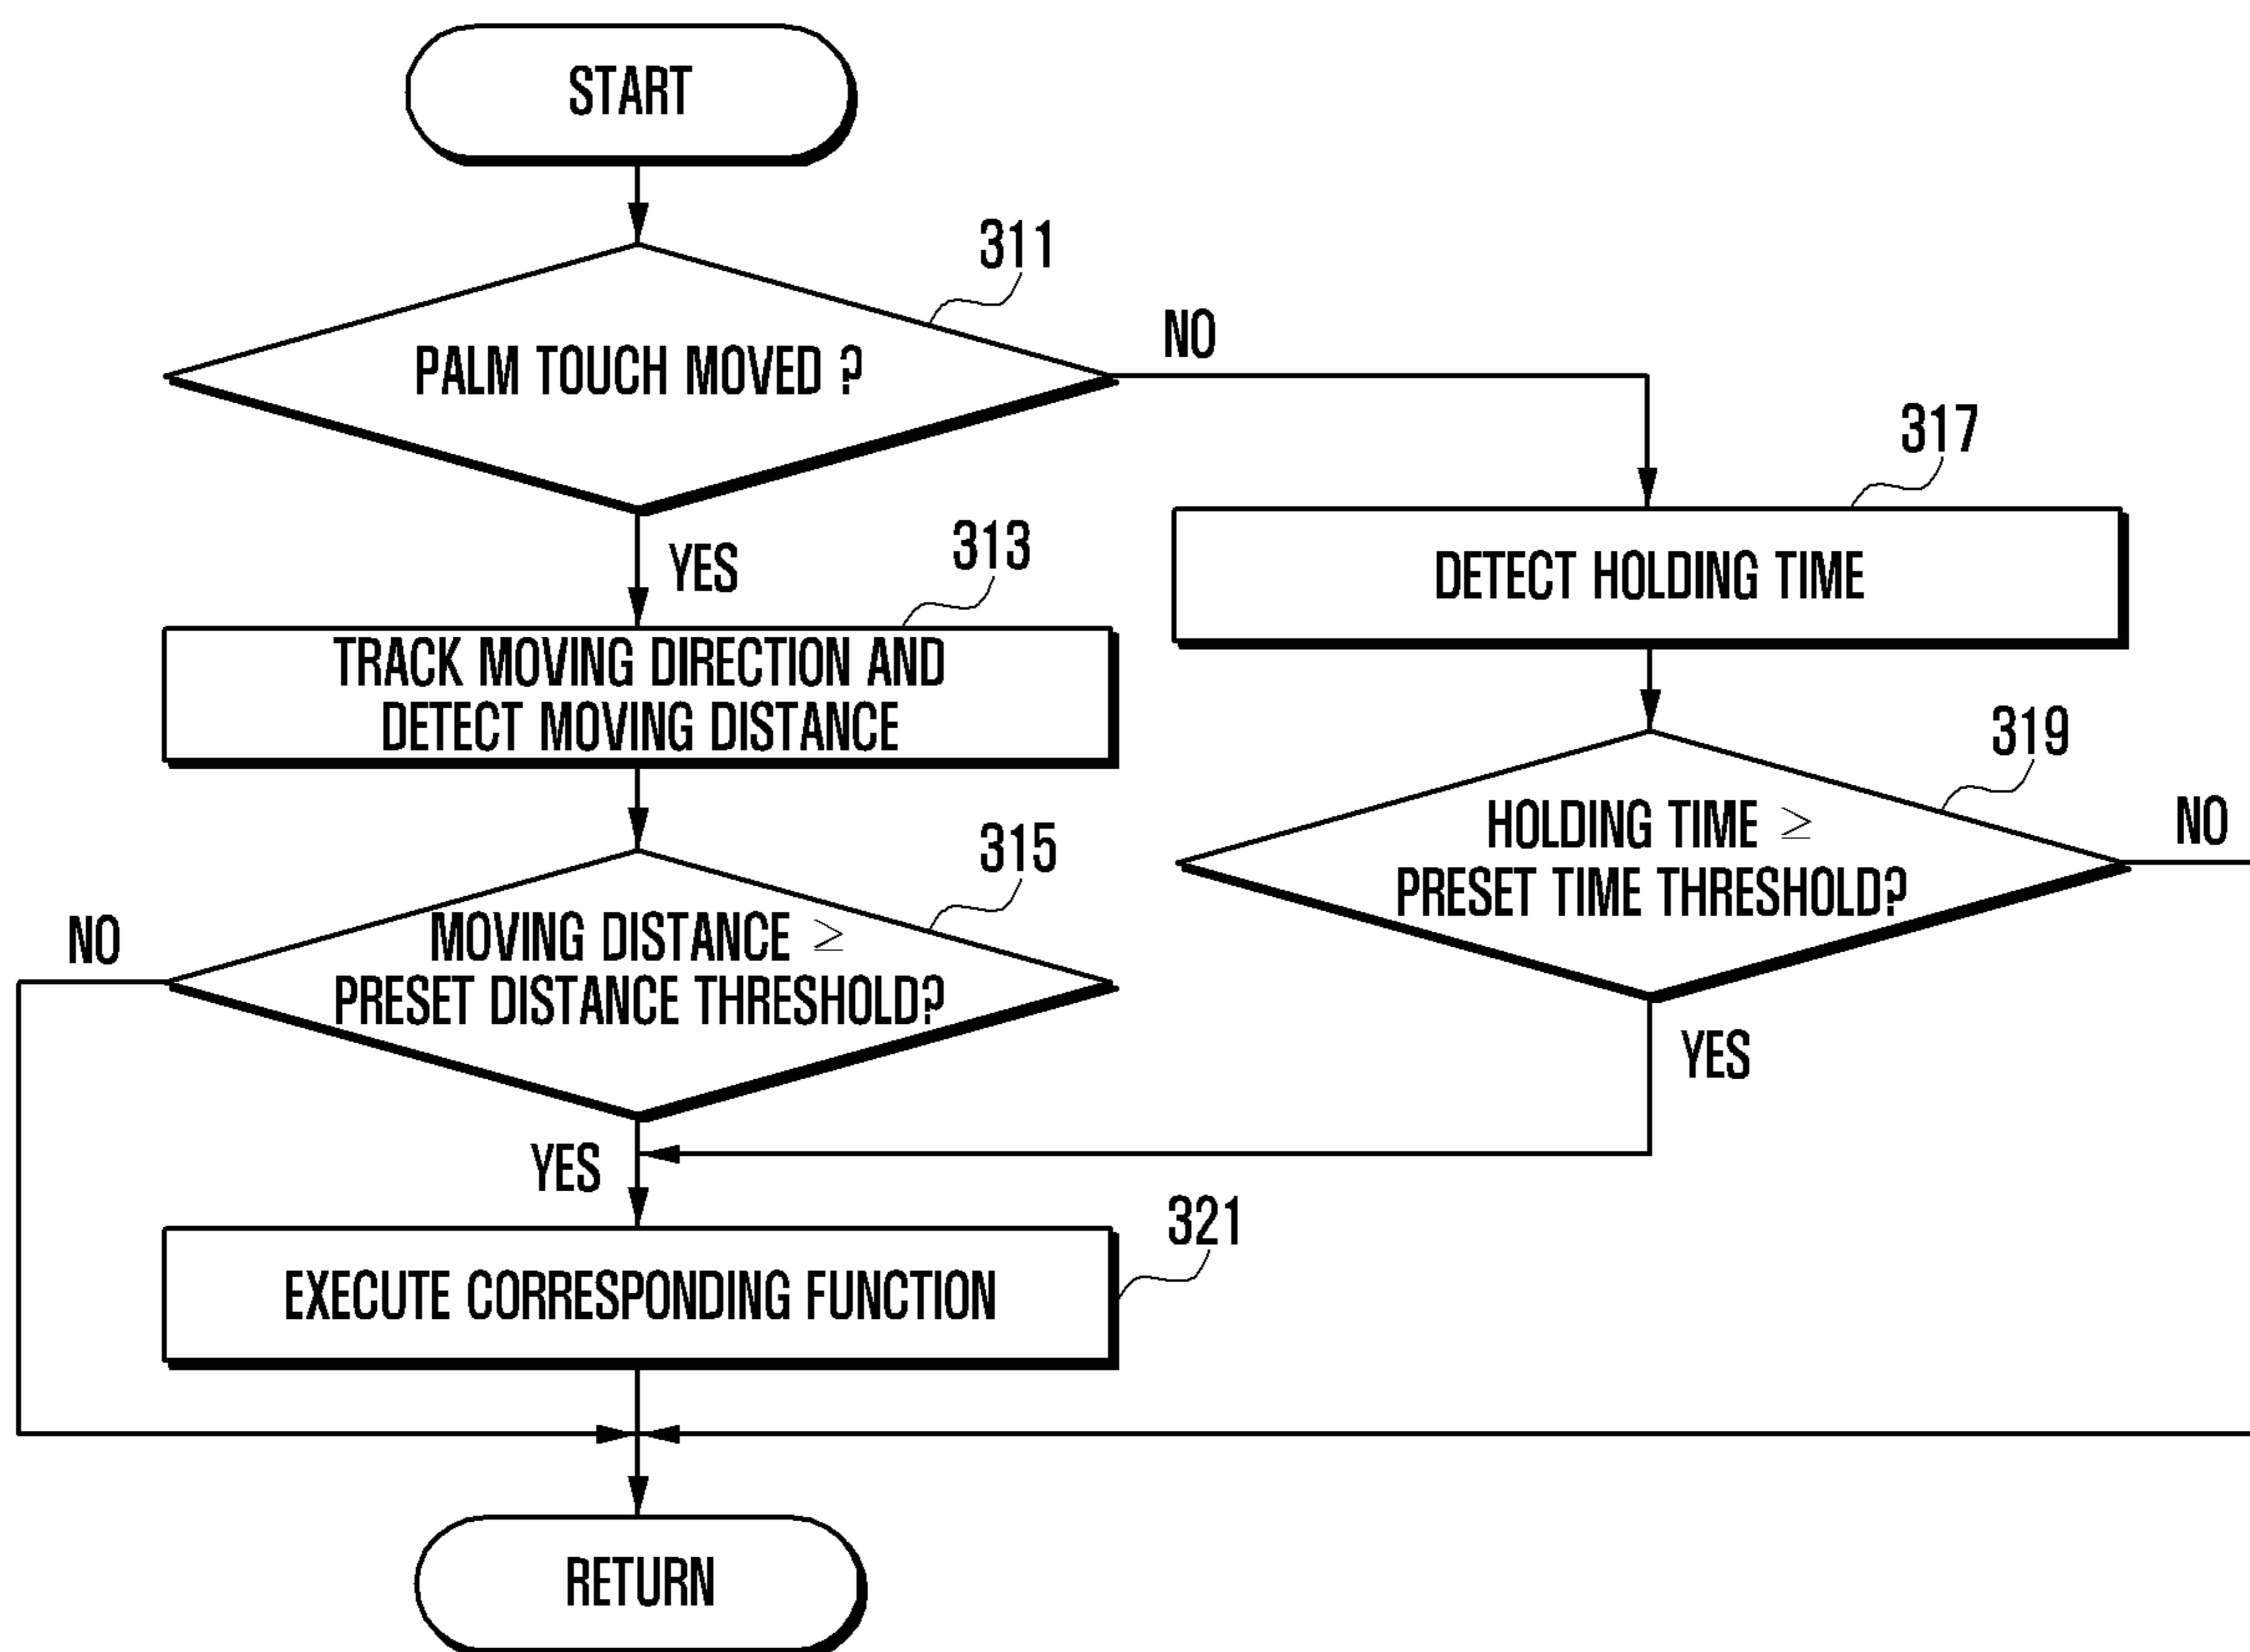 START
311
PALM TOUCH MOVED ?
NO
317
YES
313
DETECT HOLDING TIME
TRACK MOVING DIRECTION AND
DETECT MOVING DISTANCE
319
HOLDING TIME ≥
PRESET TIME THRESHOLD?
NO
315
MOVING DISTANCE ≥
PRESET DISTANCE THRESHOLD?
NO
YES
YES
321
EXECUTE CORRESPONDING FUNCTION
RETURN